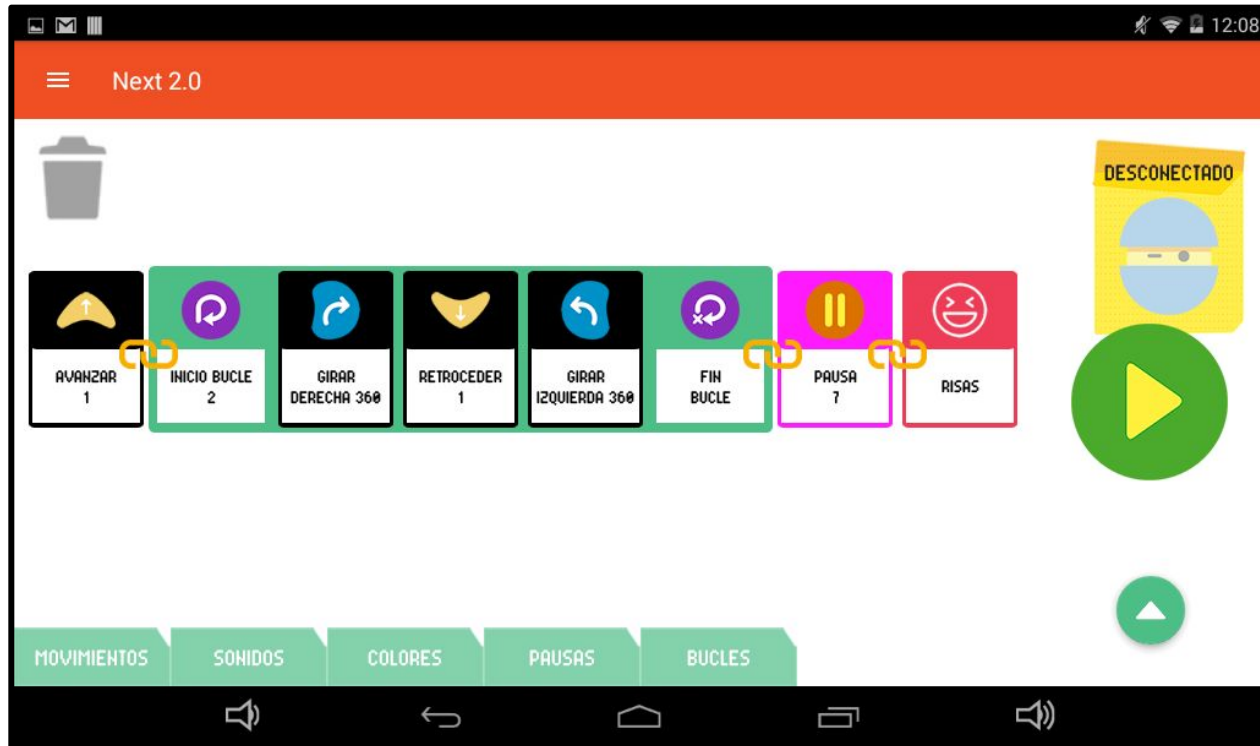 12:08
Next 2.0
DESCONECTADO
AVANZAR
1
INICIO BUCLE
2
GIRAR
DERECHA 360
RETROCEDER
1
GIRAR
IZQUIERDA 360
FIN
BUCLE
PAUSA
7
RISAS
MOVIMIENTOS
SONIDOS
COLORES
PAUSAS
BUCLES